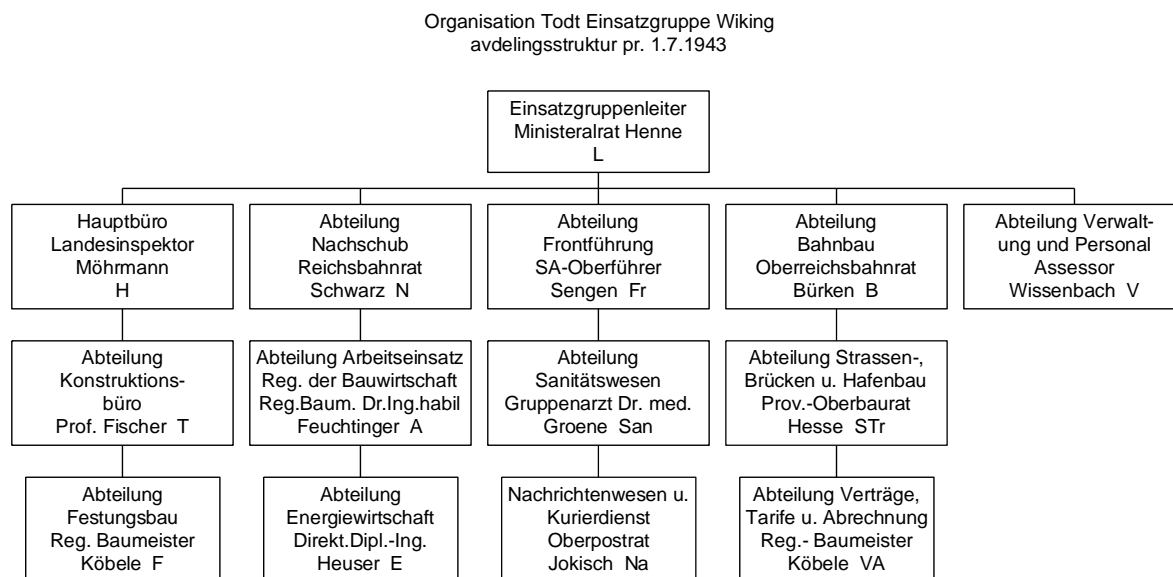 Organisation Todt Einsatzgruppe Wiking
avdelingsstruktur pr. 1.7.1943
Einsatzgruppenleiter
Ministeralrat Henne
L
Hauptbüro
Landesinspektor
Möhrmann
H
Abteilung
Nachschub
Reichsbahnrat
Schwarz N
Abteilung
Frontführung
SA-Oberführer
Sengen Fr
Abteilung
Bahnbau
Oberreichsbahnrat
Bürken B
Abteilung Verwalt-
ung und Personal
Assessor
Wissenbach V
Abteilung
Konstruktions-
büro
Prof. Fischer T
Abteilung Arbeitseinsatz
Reg. der Bauwirtschaft
Reg.Baum. Dr.Ing.habil
Feuchtinger A
Abteilung
Sanitätswesen
Gruppenarzt Dr. med.
Groene San
Abteilung Strassen-,
Brücken u. Hafenbau
Prov.-Oberbaurat
Hesse STr
Abteilung
Festungsbau
Reg. Baumeister
Köbele F
Abteilung
Energiewirtschaft
Direkt.Dipl.-Ing.
Heuser E
Nachrichtenwesen u.
Kurierdienst
Oberpostrat
Jokisch Na
Abteilung Verträge,
Tarife u. Abrechnung
Reg.- Baumeister
Köbele VA